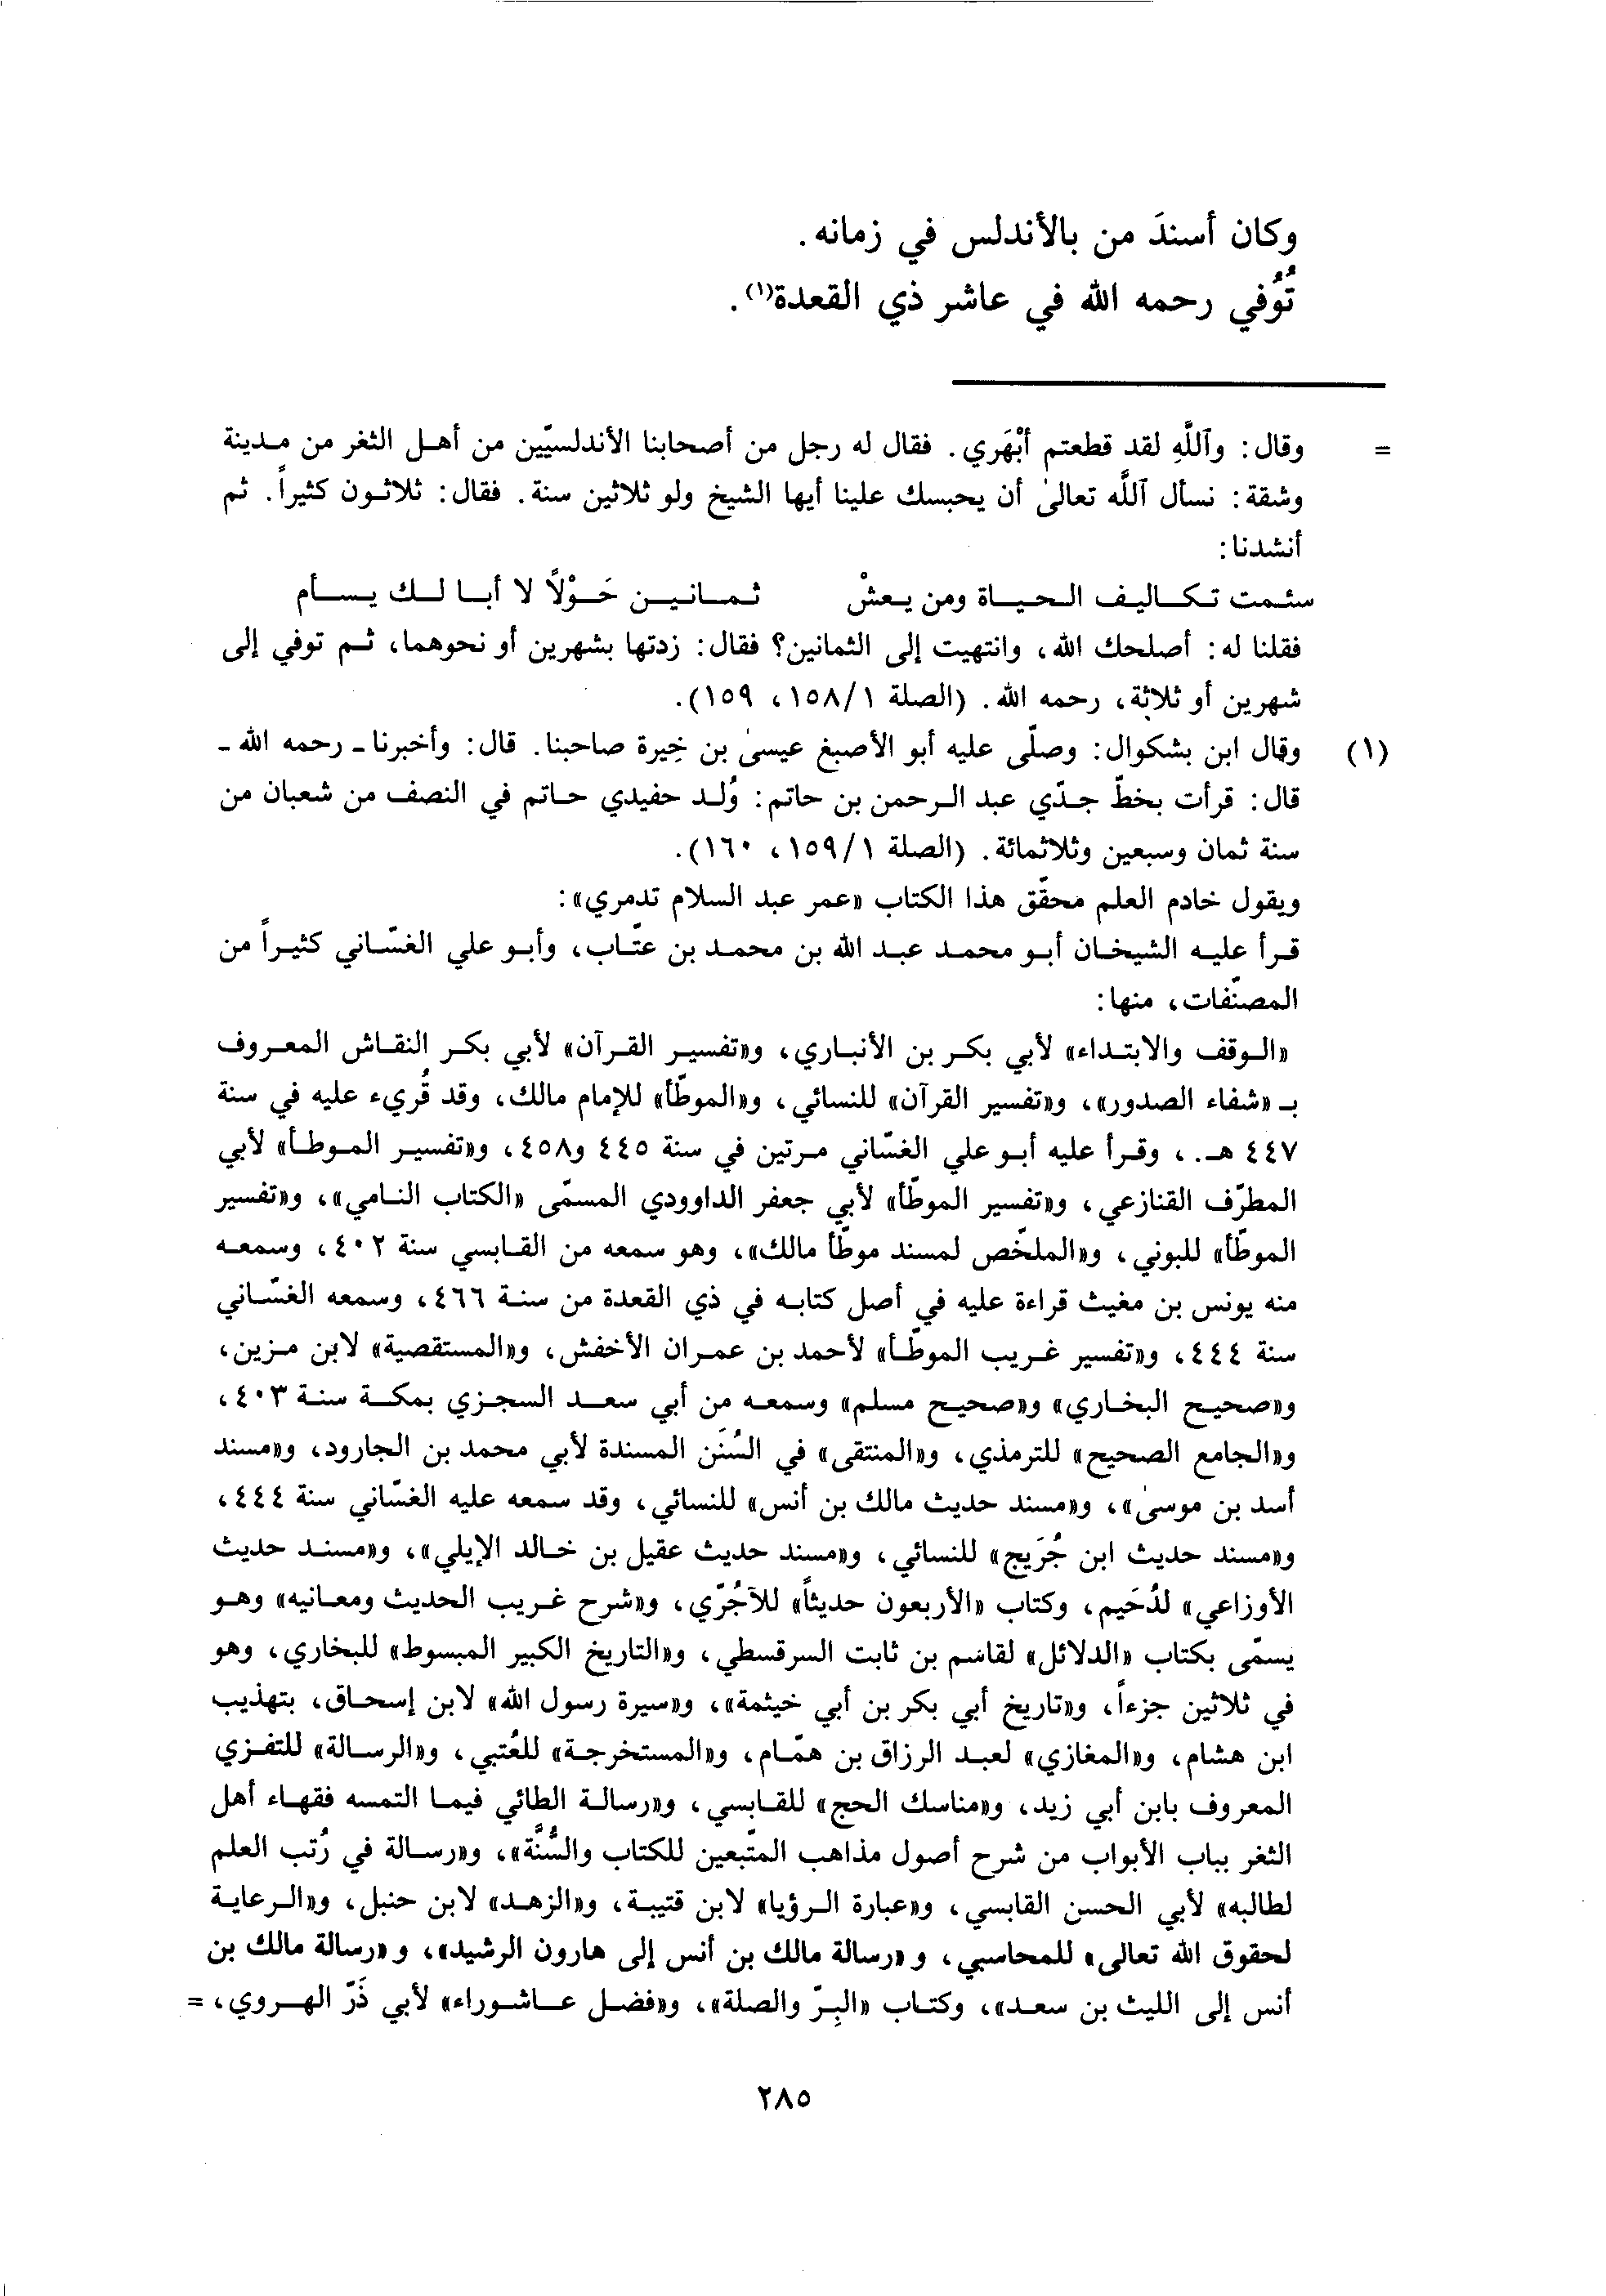 وكان أسندَ من بالأندلس في زمانه.
تُوُفي رحمه الله في عاشر ذي القعدة(١).
= وقال: وٱللَّهِ لقد قطعتم أبْهَري. فقال له رجل من أصحابنا الأندلسيّين من أهل الثغر من مدينة
وشقة: نسأل ٱللَّه تعالىٰ أن يحبسك علينا أيها الشيخ ولو ثلاثين سنة. فقال: ثلاثون كثيراً. ثم
أنشدنا:
سئمت تكاليف الحياة ومن يعشْ ثمانين حَوْلاً لا أبا لك يسأم
فقلنا له: أصلحك الله، وانتهيت إلى الثمانين؟ فقال: زدتها بشهرين أو نحوهما، ثم توفي إلى
شهرين أو ثلاثة، رحمه الله. (الصلة ١/١٥٨، ١٥٩).
(١) وقال ابن بشكوال: وصلّى عليه أبو الأصبغ عيسىٰ بن خِيرة صاحبنا. قال: وأخبرنا ـ رحمه الله ـ
قال: قرأت بخطّ جدّي عبد الرحمن بن حاتم: وُلد حفيدي حاتم في النصف من شعبان من
سنة ثمان وسبعين وثلاثمائة. (الصلة ١/١٥٩، ١٦٠).
ويقول خادم العلم محقّق هذا الكتاب «عمر عبد السلام تدمري»:
قرأ عليه الشيخان أبو محمد عبد الله بن محمد بن عتّاب، وأبو علي الغسّاني كثيراً من
المصنّفات، منها:
«الوقف والابتداء» لأبي بكر بن الأنباري، و«تفسير القرآن» لأبي بكر النقاش المعروف
بـ «شفاء الصدور»، و«تفسير القرآن» للنسائي، و«الموطّأ» للإمام مالك، وقد قُريء عليه في سنة
٤٤٧ هـ.، وقرأ عليه أبو علي الغسّاني مرتين في سنة ٤٤٥ و٤٥٨، و«تفسير الموطأ» لأبي
المطرّف القنازعي، و«تفسير الموطّأ» لأبي جعفر الداوودي المسمّى «الكتاب النامي»، و«تفسير
الموطّأ» للبوني، و«الملخّص لمسند موطّأ مالك»، وهو سمعه من القابسي سنة ٤٠٢، وسمعه
منه يونس بن مغيث قراءة عليه في أصل كتابه في ذي القعدة من سنة ٤٦٦، وسمعه الغسّاني
سنة ٤٤٤، و«تفسير غريب الموطّأ» لأحمد بن عمران الأخفش، و«المستقصية» لابن مزين،
و«صحيح البخاري» و«صحيح مسلم» وسمعه من أبي سعد السجزي بمكة سنة ٤٠٣،
و«الجامع الصحيح» للترمذي، و«المنتقى» في السُنَن المسندة لأبي محمد بن الجارود، و«مسند
أسد بن موسىٰ»، و«مسند حديث مالك بن أنس» للنسائي، وقد سمعه عليه الغسّاني سنة ٤٤٤،
و«مسند حديث ابن جُرَيج» للنسائي، و«مسند حديث عقيل بن خالد الإيلي»، و«مسند حديث
الأوزاعي» لدُحَيم، وكتاب «الأربعون حديثاً» للآجُرّي، و«شرح غريب الحديث ومعانيه» وهو
يسمّى بكتاب «الدلائل» لقاسم بن ثابت السرقسطي، و«التاريخ الكبير المبسوط» للبخاري، وهو
في ثلاثين جزءاً، و«تاريخ أبي بكر بن أبي خيثمة»، و«سيرة رسول الله» لابن إسحاق، بتهذيب
ابن هشام، و«المغازي» لعبد الرزاق بن همّام، و«المستخرجة» للعُتبي، و«الرسالة» للتفزي
المعروف بابن أبي زيد، و«مناسك الحج» للقابسي، و«رسالة الطائي فيما التمسه فقهاء أهل
الثغر بباب الأبواب من شرح أصول مذاهب المتّبعين للكتاب والسُّنَّة»، و«رسالة في رُتب العلم
لطالبه» لأبي الحسن القابسي، و«عبارة الرؤيا» لابن قتيبة، و«الزهد» لابن حنبل، و«الرعاية
لحقوق الله تعالى» للمحاسبي، و«رسالة مالك بن أنس إلى هارون الرشيد»، و«رسالة مالك بن
أنس إلى الليث بن سعد»، وكتاب «البِرّ والصلة»، و«فضل عاشوراء» لأبي ذَرّ الهروي، =
٢٨٥